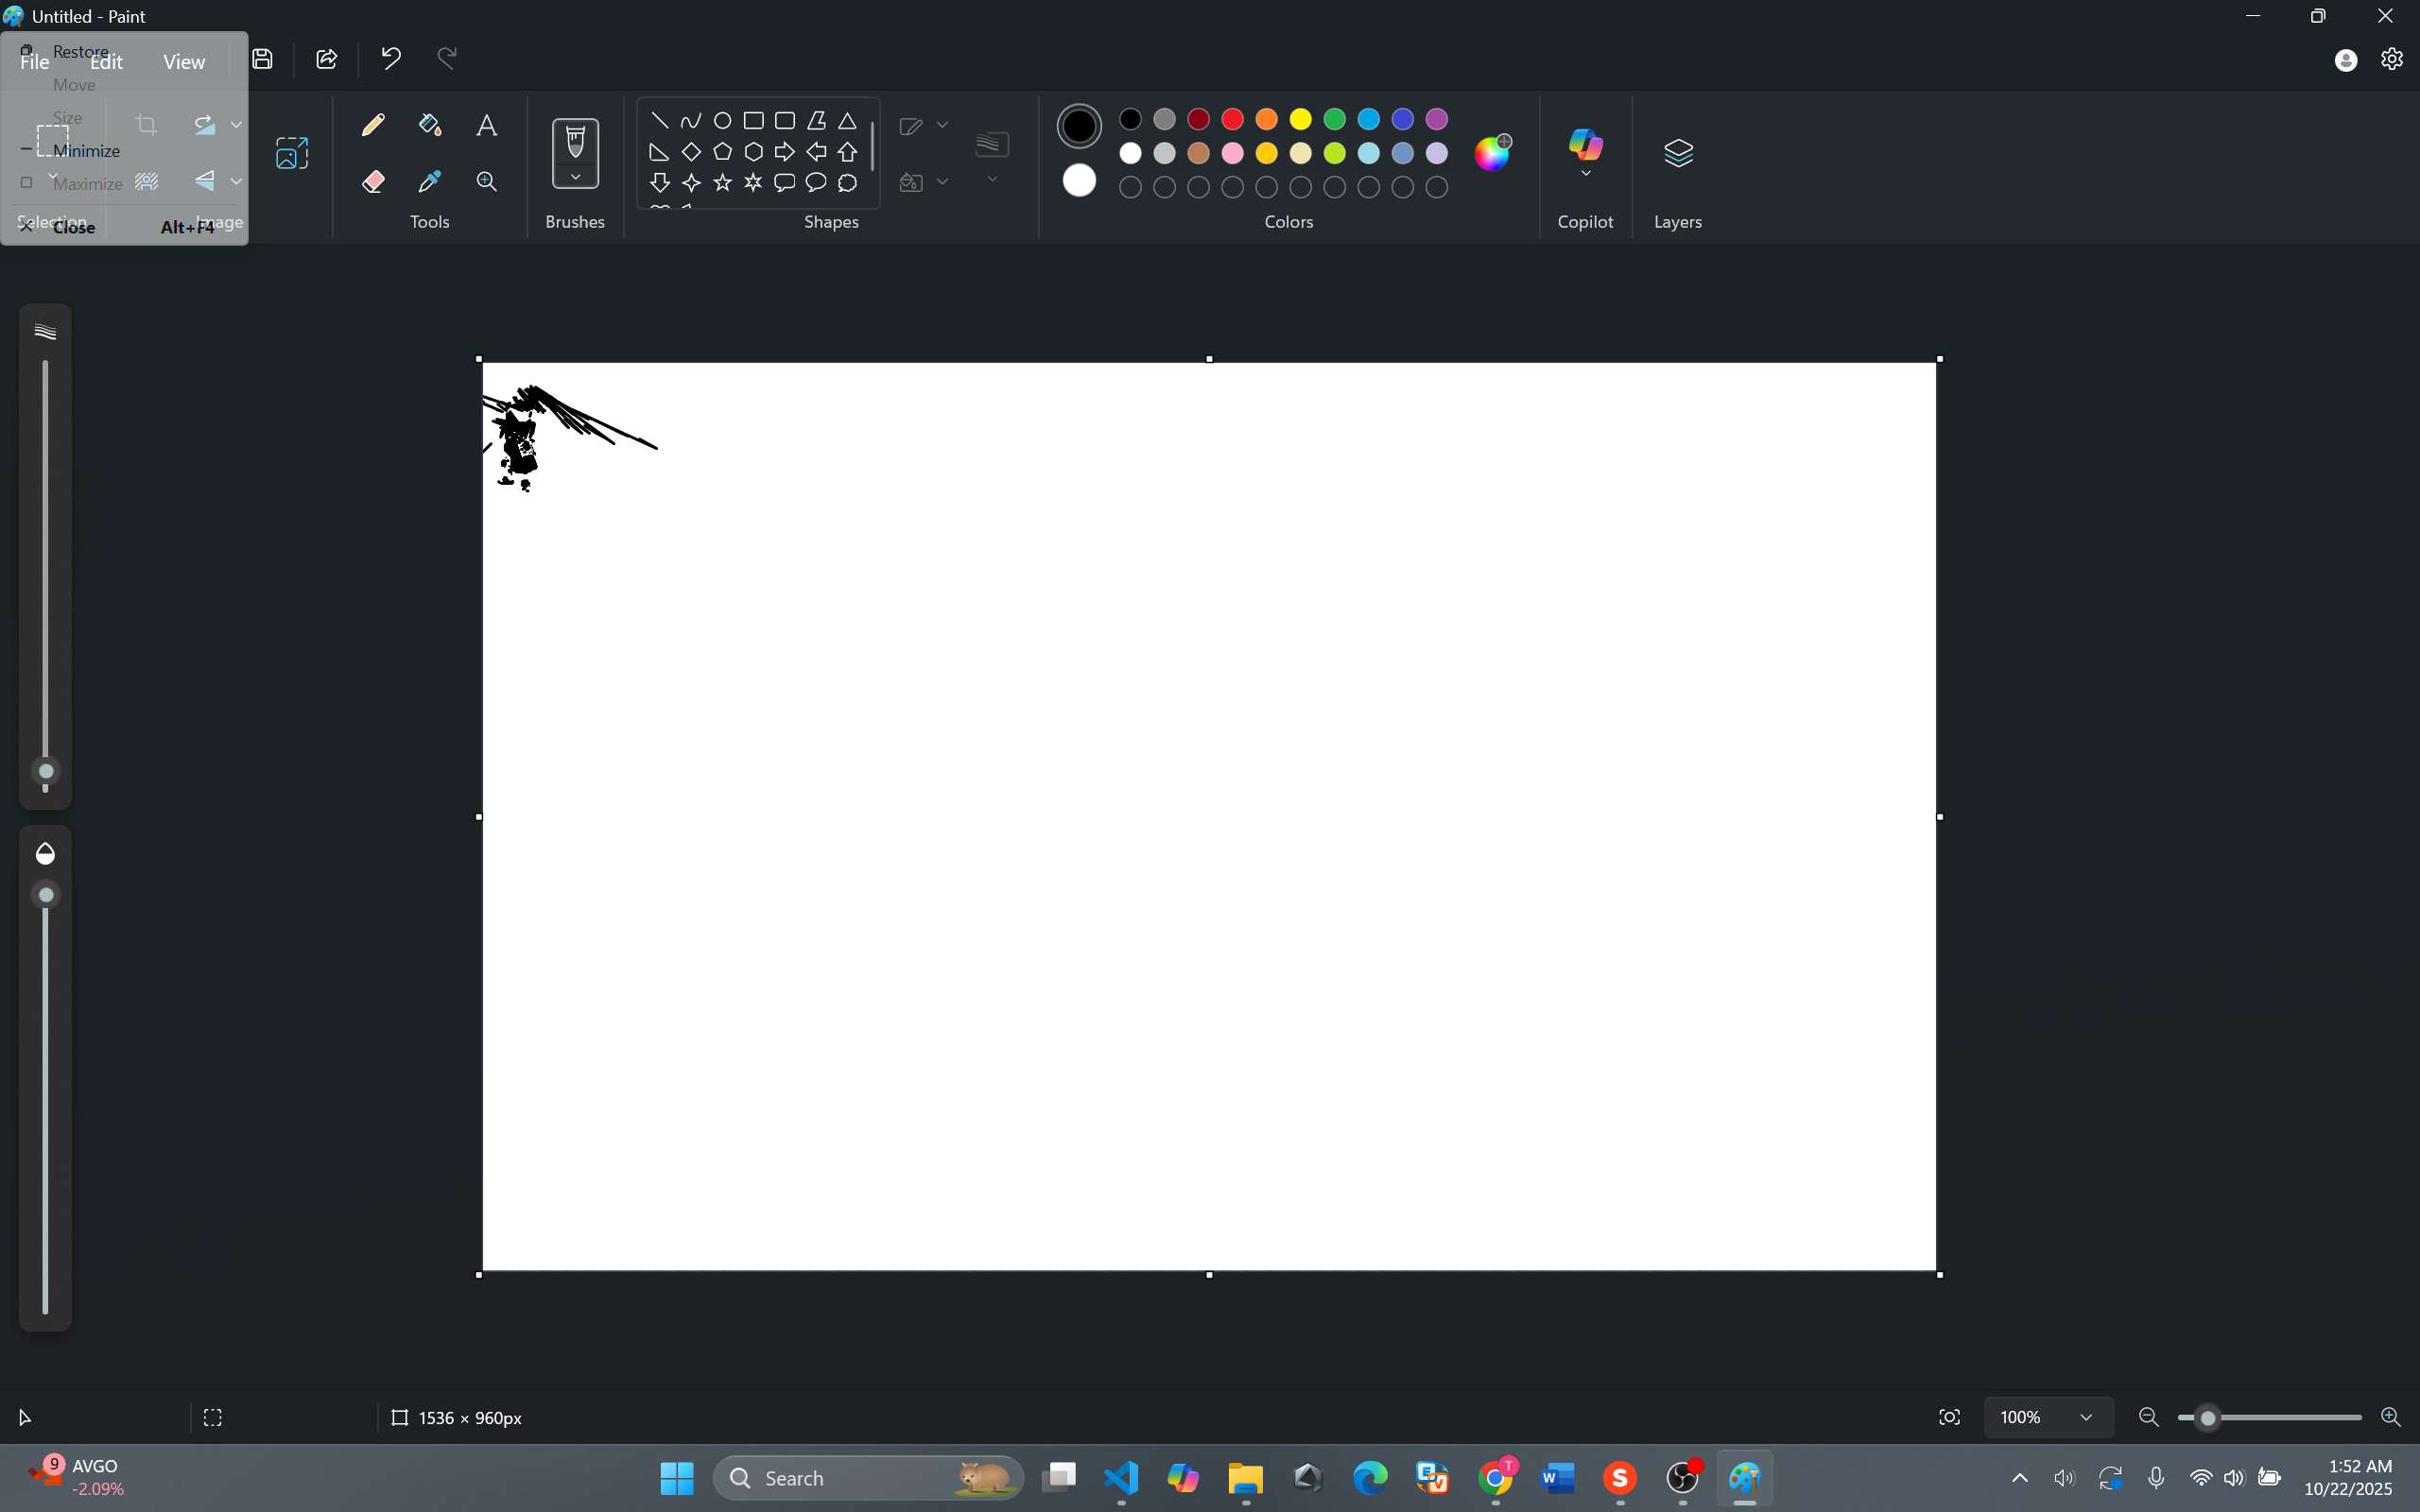 Untitled - Paint
Restore
File Edit View
Move
Size
Minimize
Maximize
Selection Image Tools Brushes Shapes Colors Copilot Layers
Close Alt+F4
1536 × 960px
100%
9 AVGO
-2.09%
Search
T
1:52 AM
10/22/2025